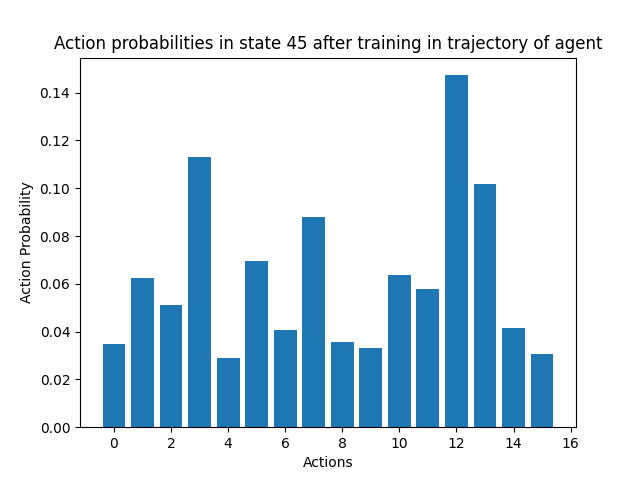 Action probabilities in state 45 after training in trajectory of agent
0.14
0.12
0.10
0.08
0.06
0.04
0.02
0.00
Action Probability
0 2 4 6 8 10 12 14 16
Actions